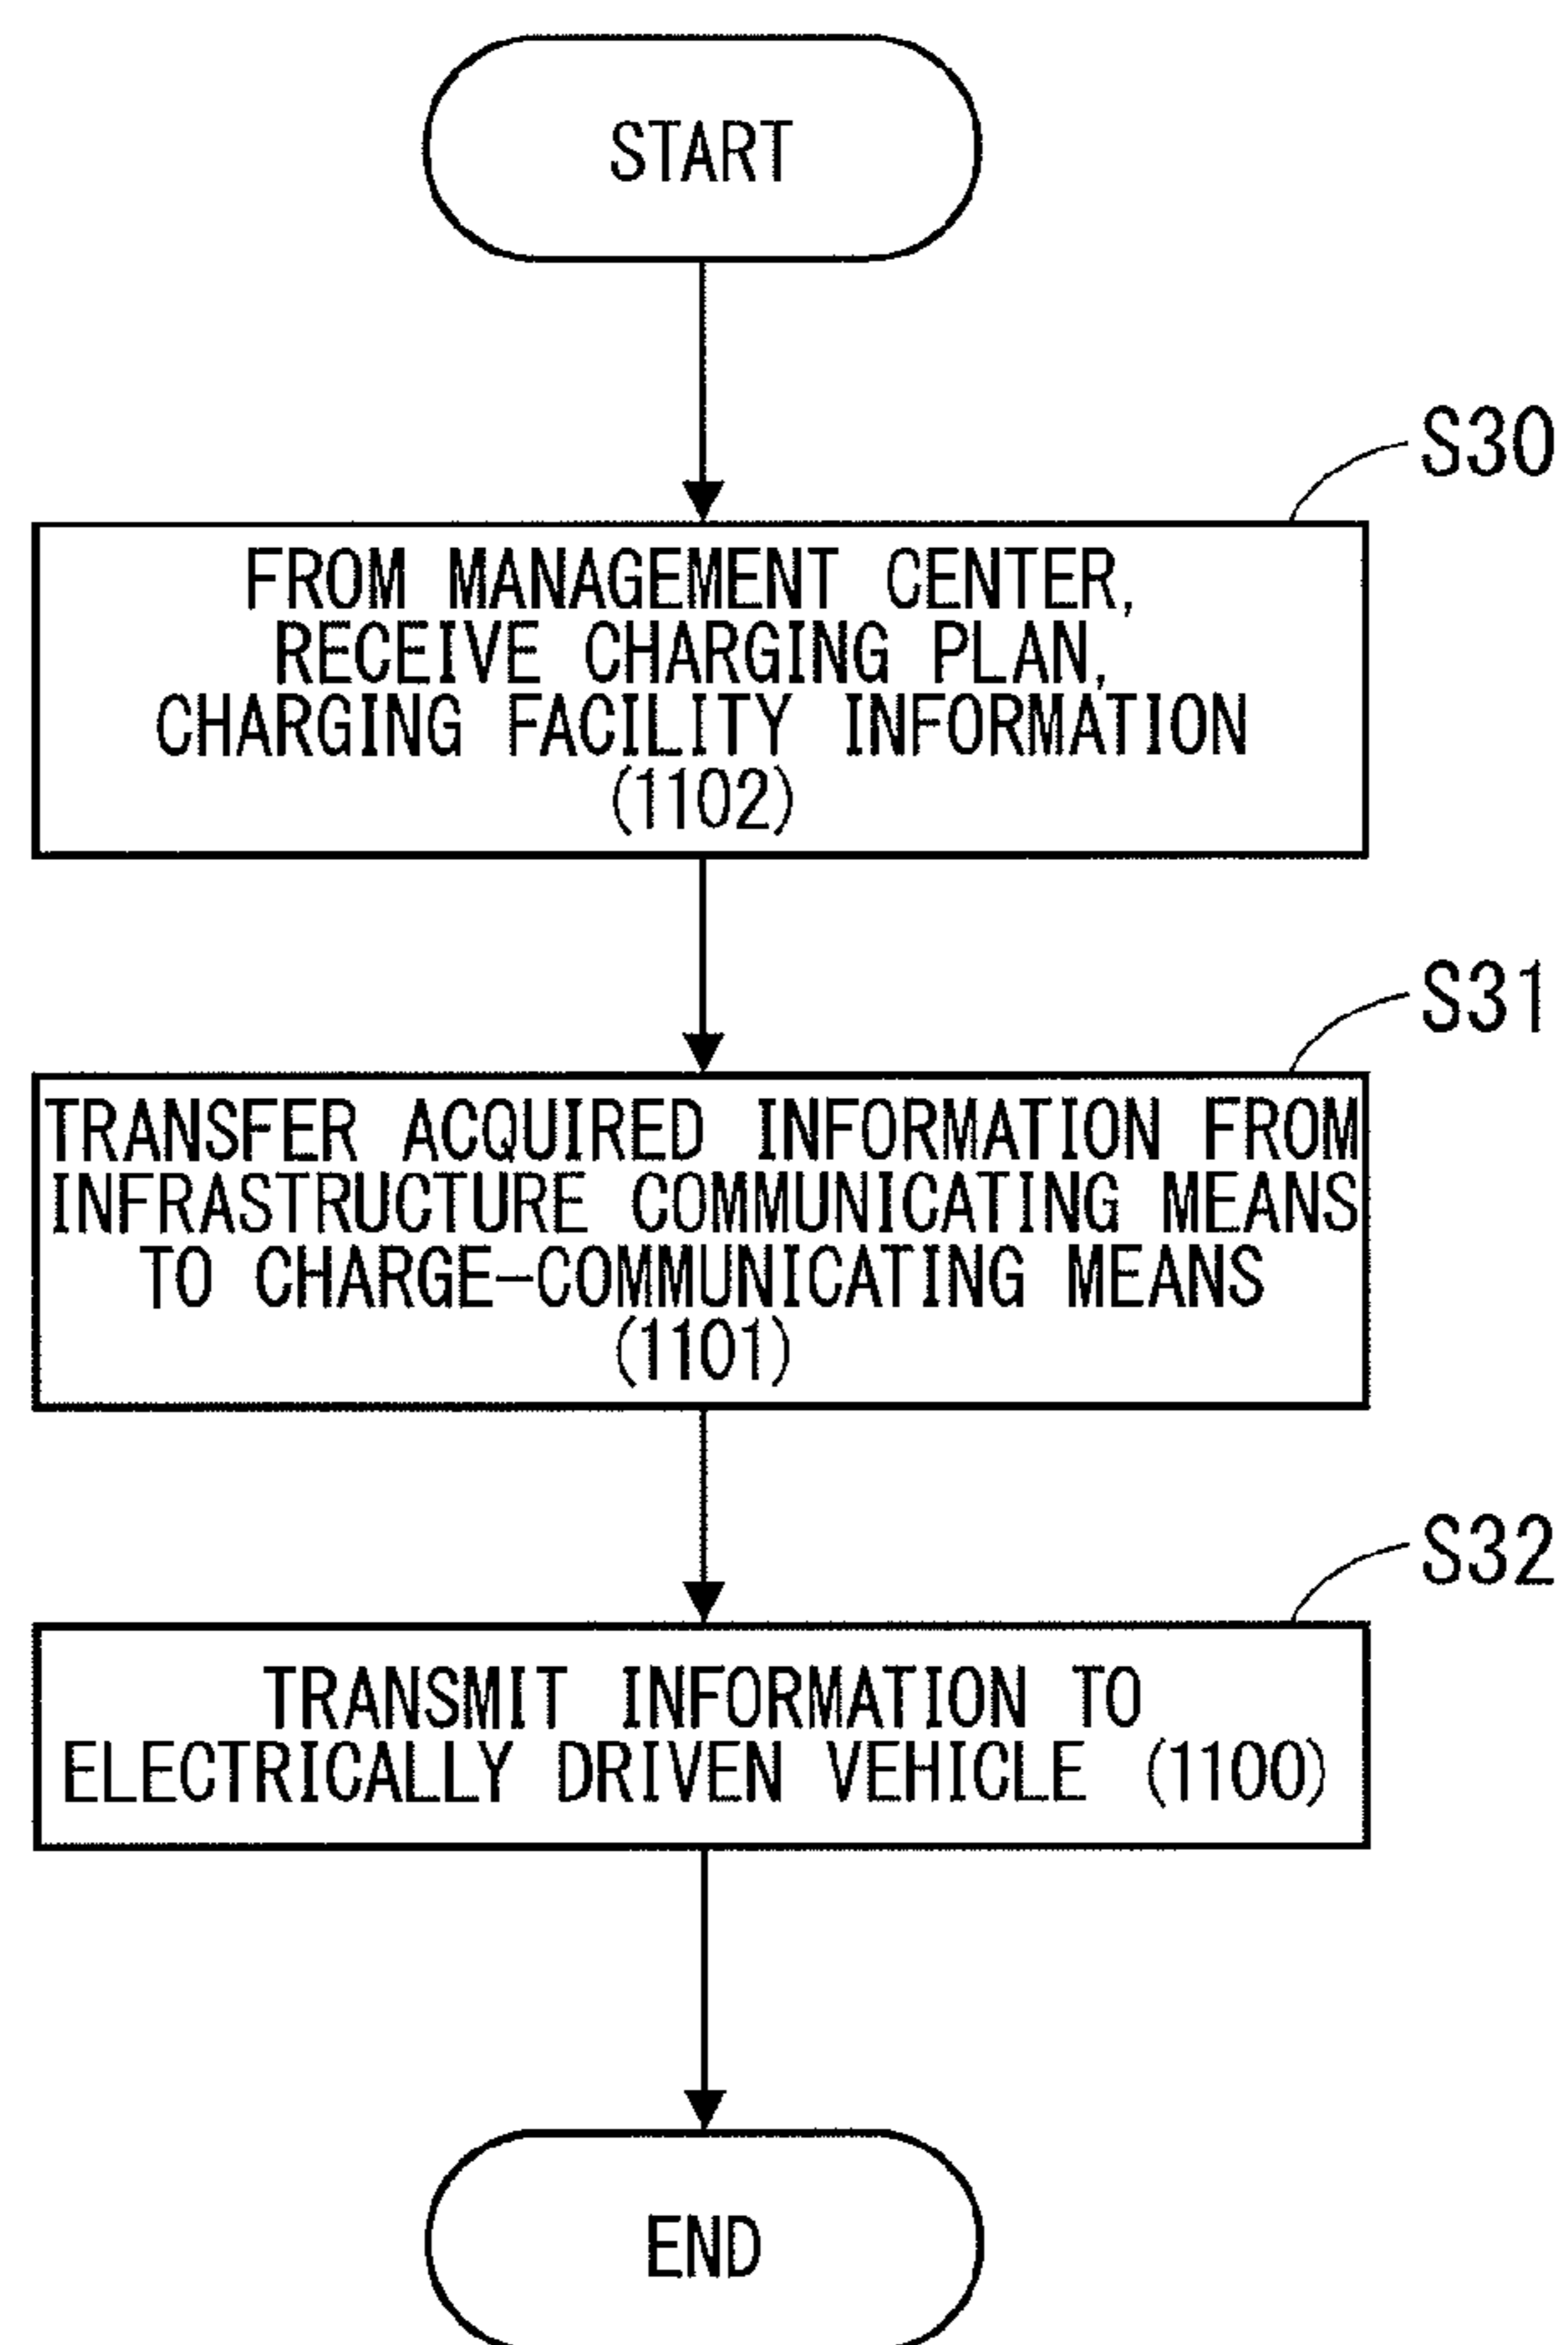 START
S30
FROM MANAGEMENT CENTER,
RECEIVE CHARGING PLAN,
CHARGING FACILITY INFORMATION
(1102)
S31
TRANSFER ACQUIRED INFORMATION FROM
INFRASTRUCTURE COMMUNICATING MEANS
TO CHARGE-COMMUNICATING MEANS
(1101)
S32
TRANSMIT INFORMATION TO
ELECTRICALLY DRIVEN VEHICLE (1100)
END